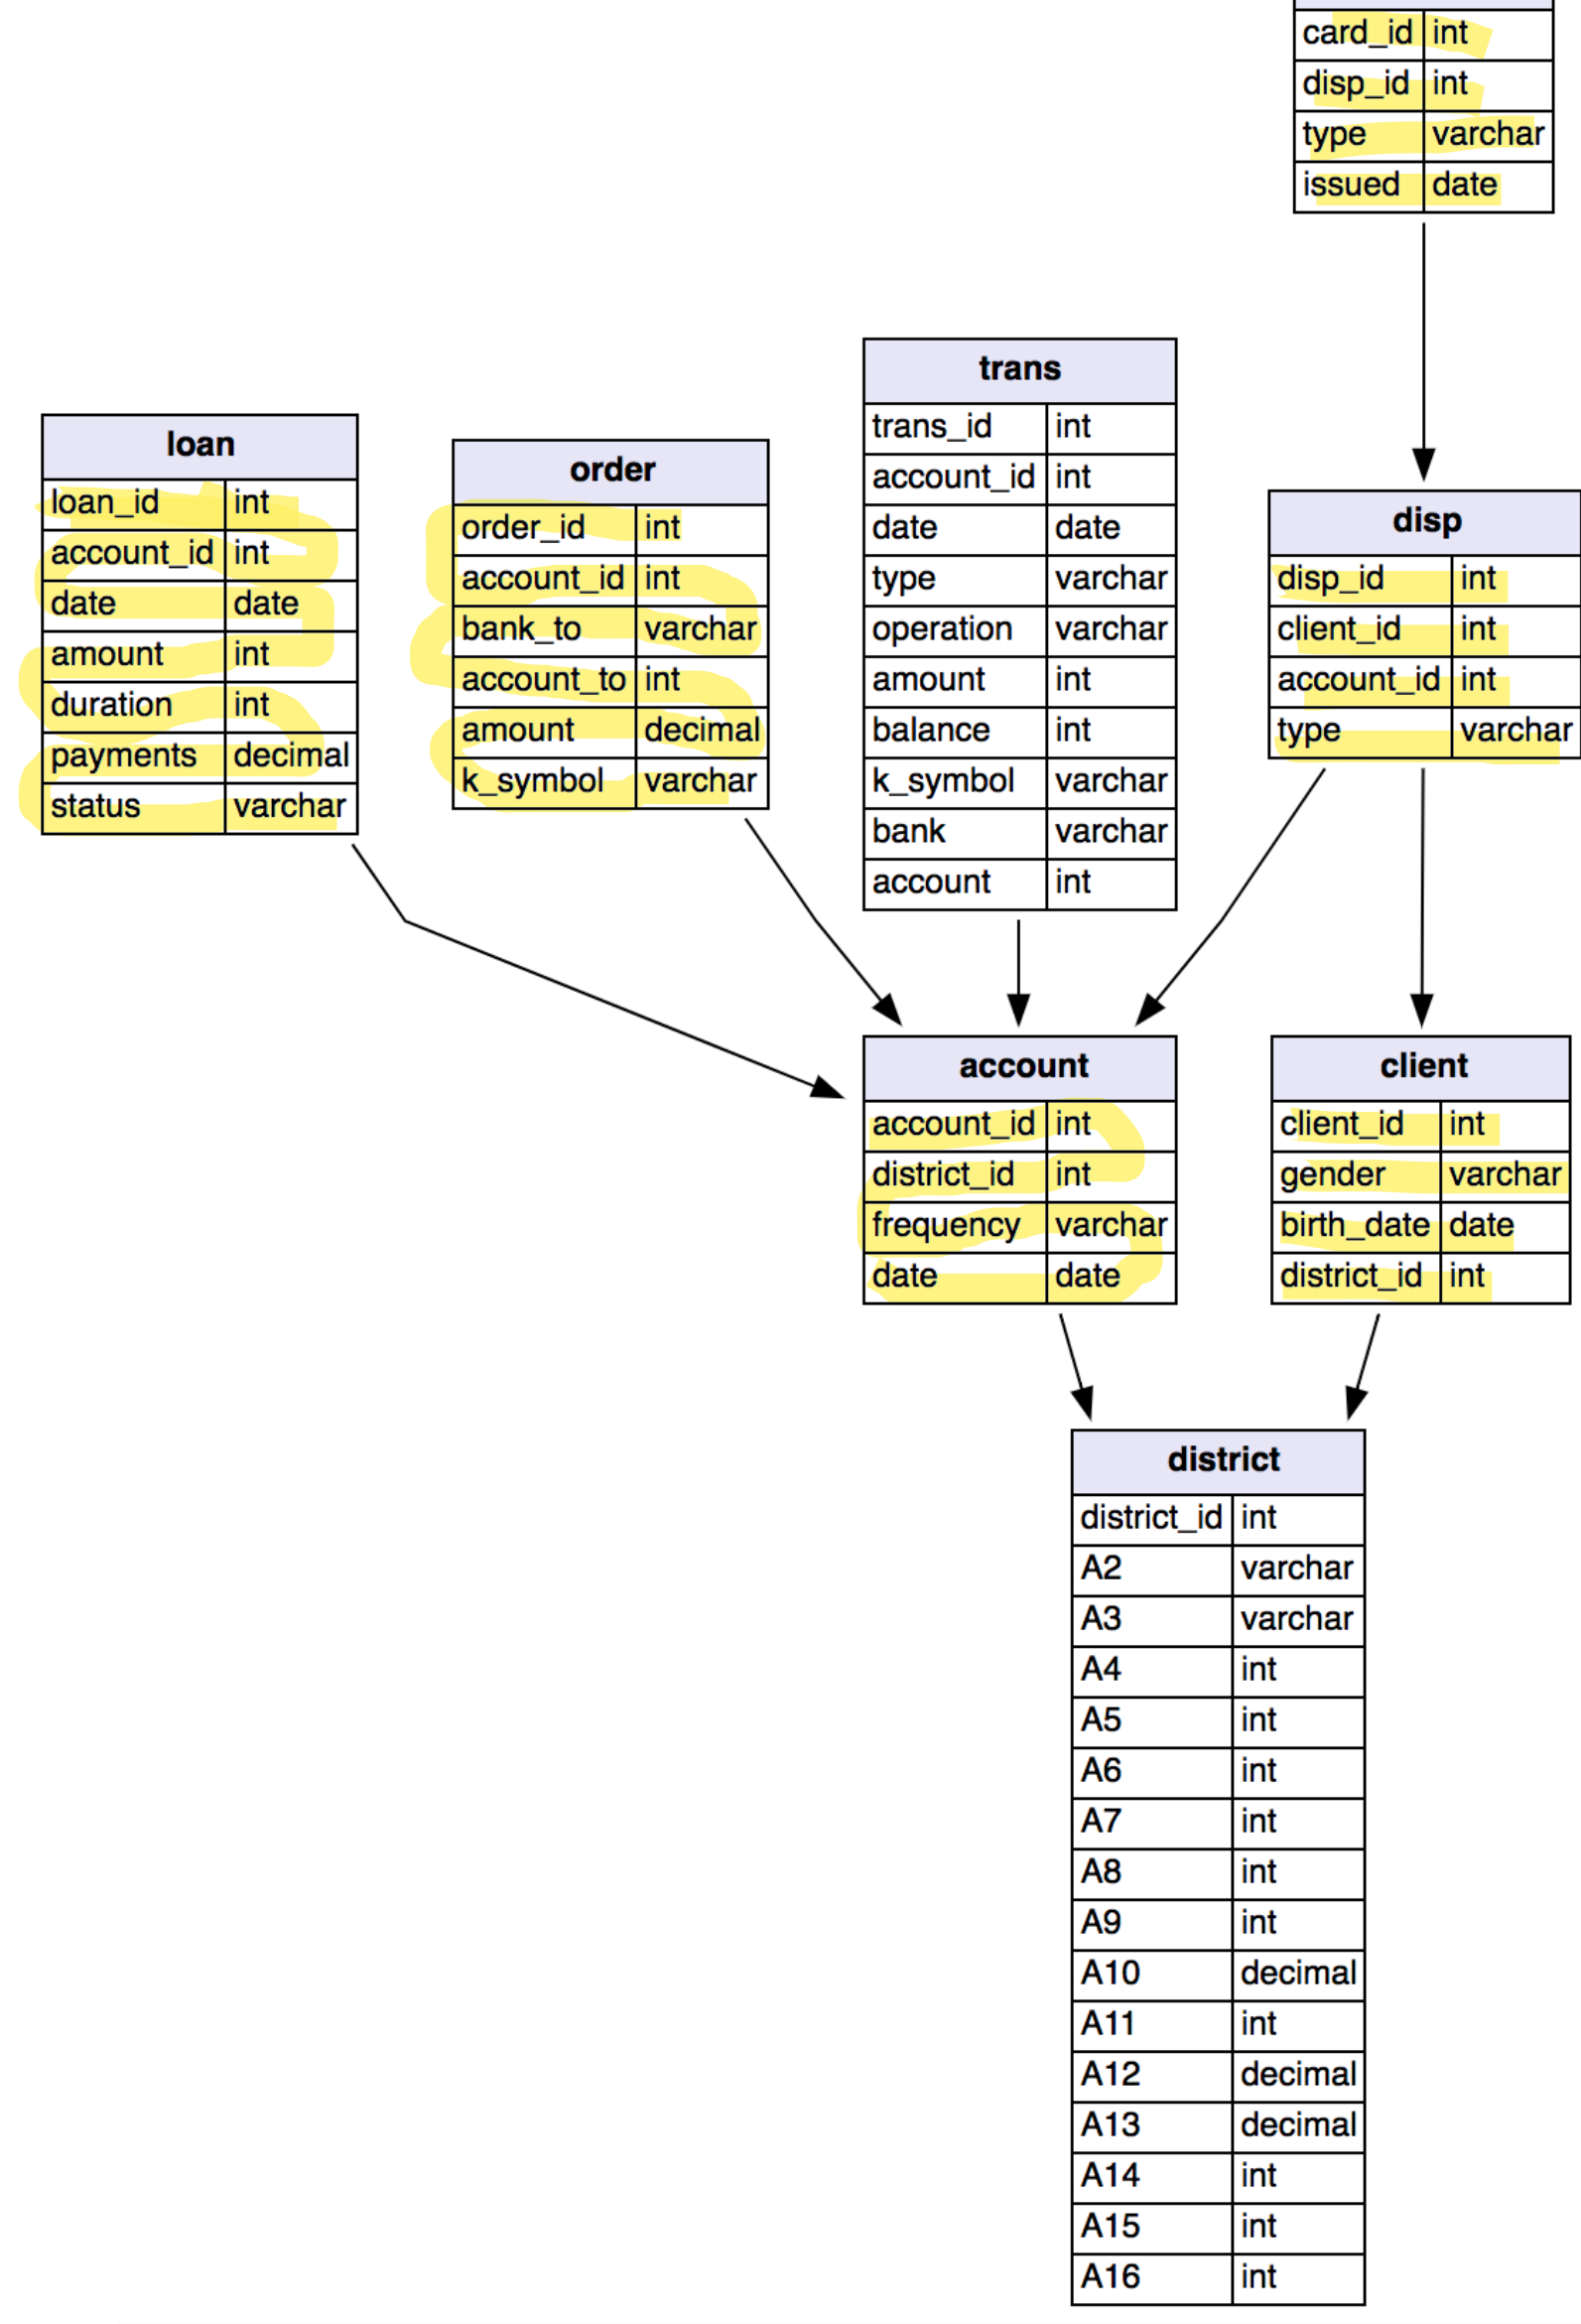 card_id int
disp_id int
type varchar
issued date
loan
loan_id int
account_id int
date date
amount int
duration int
payments decimal
status varchar
order
order_id int
account_id int
bank_to varchar
account_to int
amount decimal
k_symbol varchar
trans
trans_id int
account_id int
date date
type varchar
operation varchar
amount int
balance int
k_symbol varchar
bank varchar
account int
disp
disp_id int
client_id int
account_id int
type varchar
account
account_id int
district_id int
frequency varchar
date date
client
client_id int
gender varchar
birth_date date
district_id int
district
district_id int
A2 varchar
A3 varchar
A4 int
A5 int
A6 int
A7 int
A8 int
A9 int
A10 decimal
A11 int
A12 decimal
A13 decimal
A14 int
A15 int
A16 int